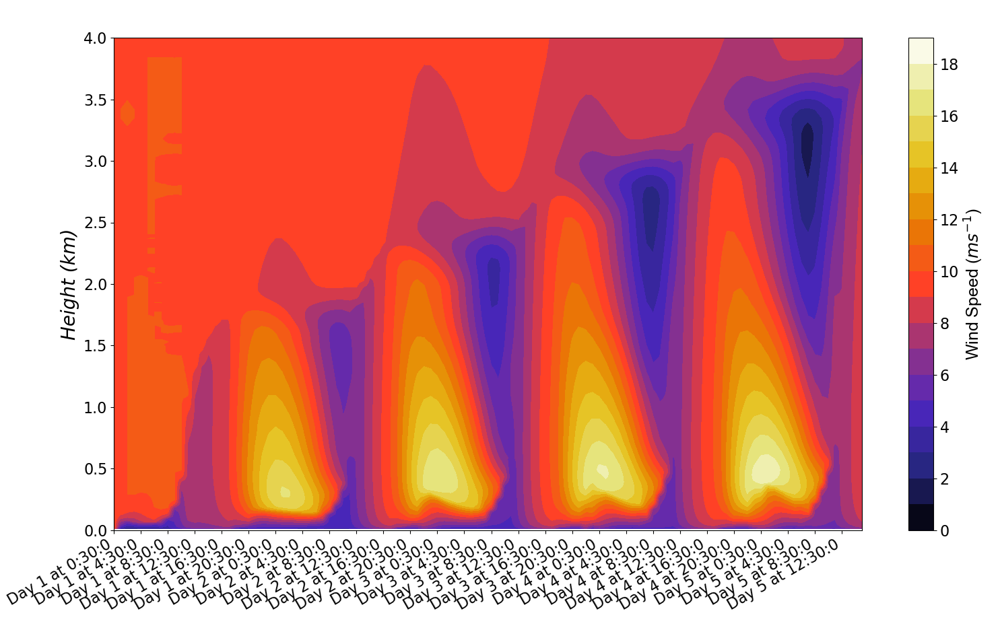 4.0
3.5
3.0
2.5
2.0
1.5
1.0
0.5
0.0
Height (km)
Day 1 at 0:30:0
Day 1 at 4:30:0
Day 1 at 8:30:0
Day 1 at 12:30:0
Day 1 at 16:30:0
Day 1 at 20:30:0
Day 2 at 0:30:0
Day 2 at 4:30:0
Day 2 at 8:30:0
Day 2 at 12:30:0
Day 2 at 16:30:0
Day 2 at 20:30:0
Day 3 at 0:30:0
Day 3 at 4:30:0
Day 3 at 8:30:0
Day 3 at 12:30:0
Day 3 at 16:30:0
Day 3 at 20:30:0
Day 4 at 0:30:0
Day 4 at 4:30:0
Day 4 at 8:30:0
Day 4 at 12:30:0
Day 4 at 16:30:0
Day 4 at 20:30:0
Day 5 at 0:30:0
Day 5 at 4:30:0
Day 5 at 8:30:0
Day 5 at 12:30:0
18
16
14
12
10
8
6
4
2
0
Wind Speed (ms⁻¹)